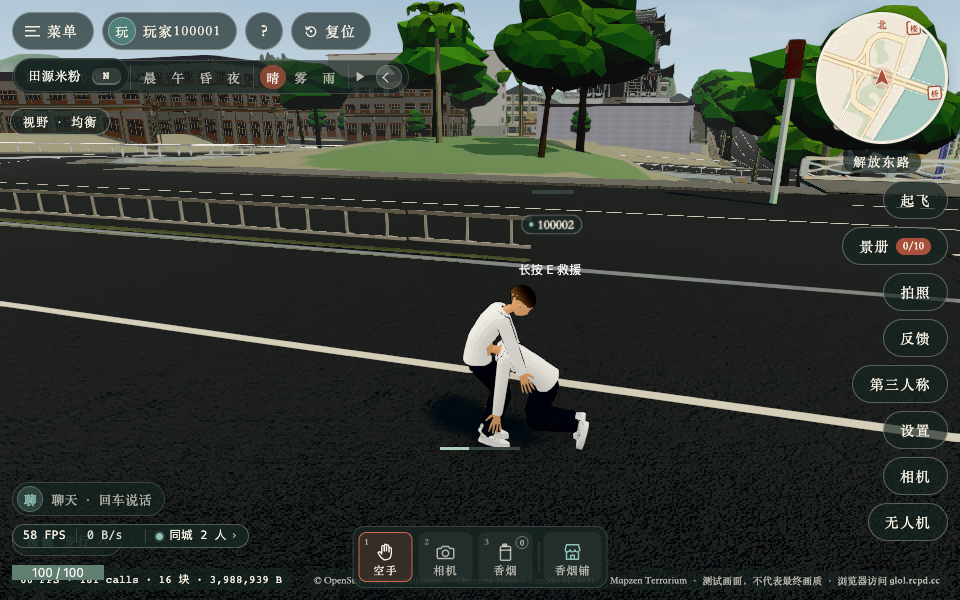 菜单
玩 玩家100001
?
复位
田源米粉 N
晨 午 昏 夜 晴 雾 雨
视野 · 均衡
北
桥
桥
解放东路
起飞
景册 0/10
拍照
反馈
第三人称
设置
相机
无人机
100002
长按 E 救援
聊 聊天 · 回车说话
58 FPS 0 B/s 同城 2 人 ›
100 / 100
calls · 16 块 · 3,988,939 B
1 空手
2 相机
3 0 香烟
香烟铺
© OpenS
Mapzen Terrarium · 测试画面，不代表最终画质 · 浏览器访问 glol.rcpd.cc